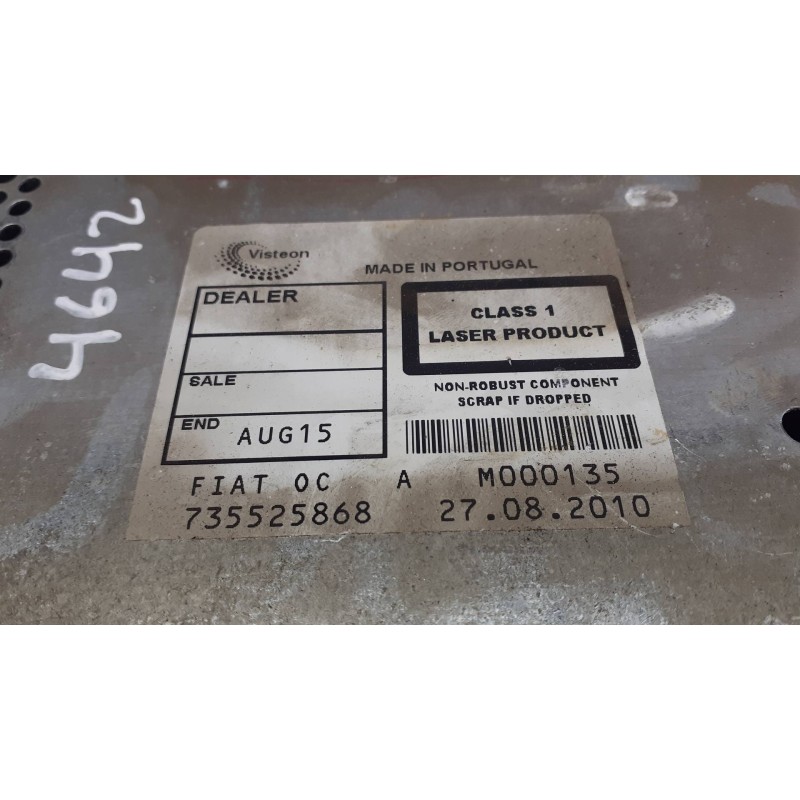 4642
Visteon
MADE IN PORTUGAL
DEALER
SALE
END AUG15
CLASS 1
LASER PRODUCT
NON-ROBUST COMPONENT
SCRAP IF DROPPED
FIAT OC A M000135
735525868 27.08.2010